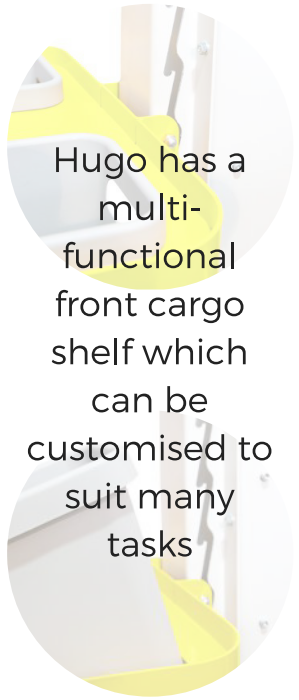 Hugo has a
multi-
functional
front cargo
shelf which
can be
customised to
suit many
tasks